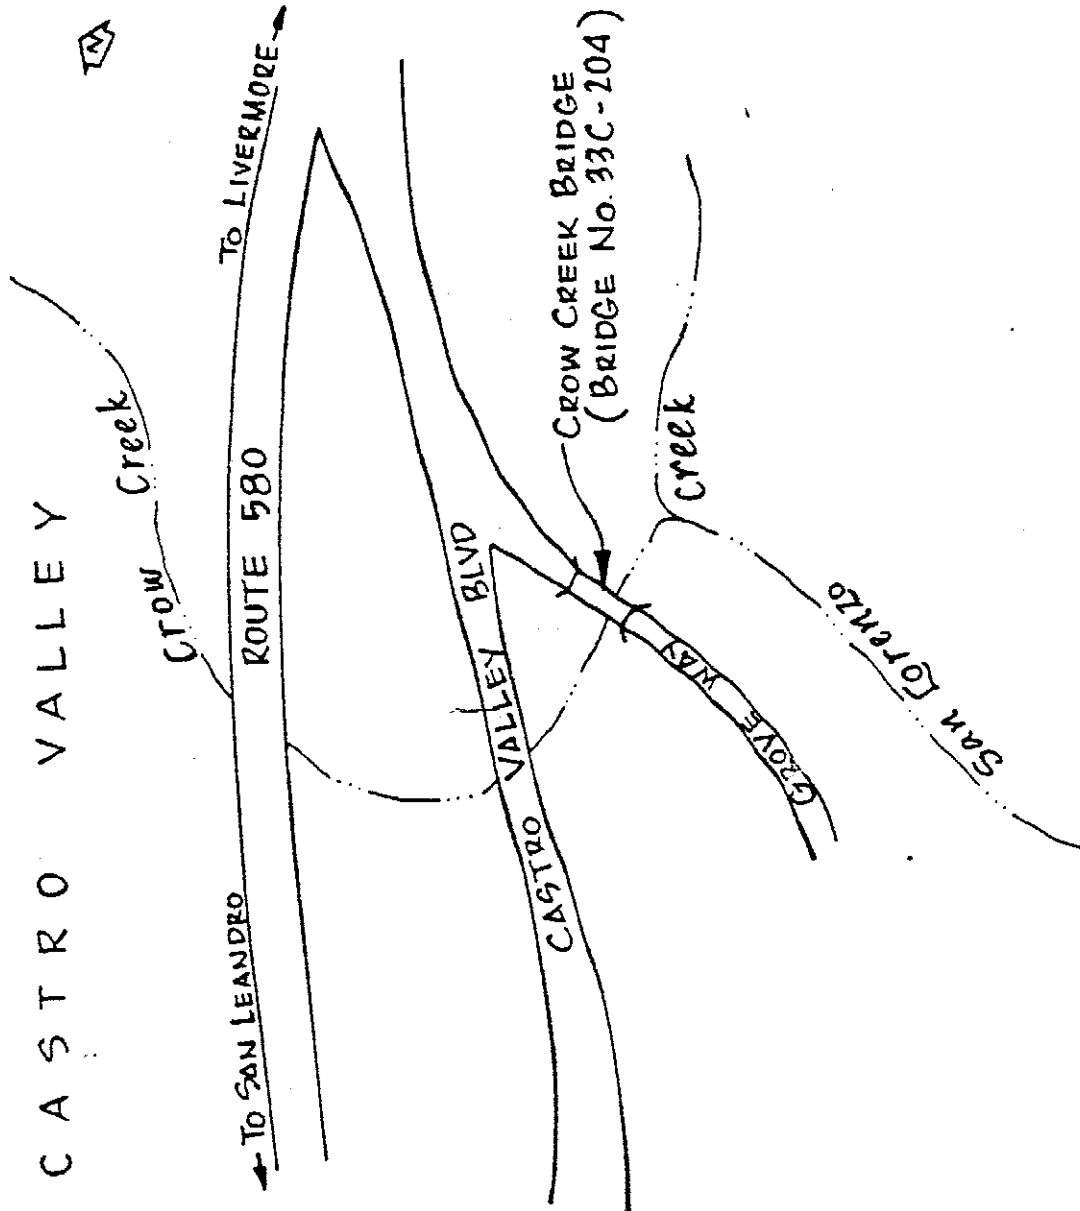 CASTRO VALLEY
N
Crow Creek
To SAN LEANDRO
To LIVERMORE
ROUTE 580
CASTRO VALLEY BLVD
CROW CREEK BRIDGE
(BRIDGE No. 33C-204)
GROVE WAY
San Lorenzo Creek